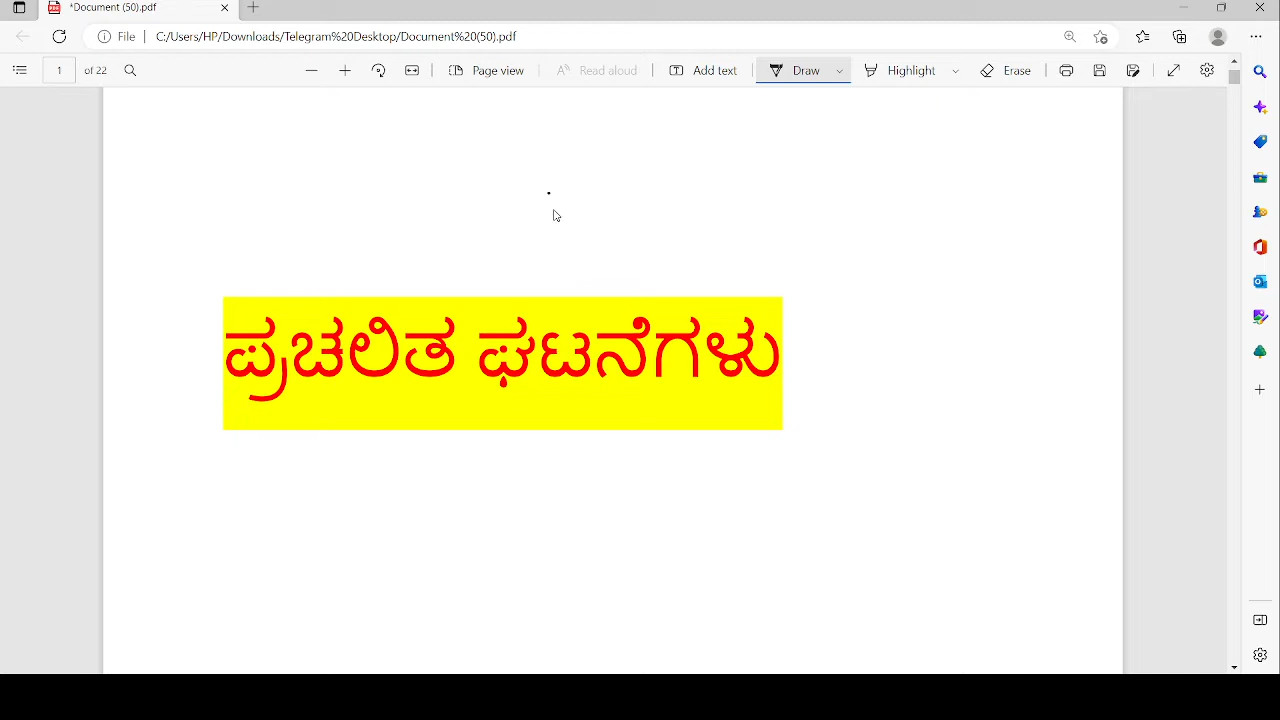 *Document (50).pdf
File
C:/Users/HP/Downloads/Telegram%20Desktop/Document%20(50).pdf
1 of 22 Page view Read aloud Add text Draw Highlight Erase
ಪ್ರಚಲಿತ ಘಟನೆಗಳು